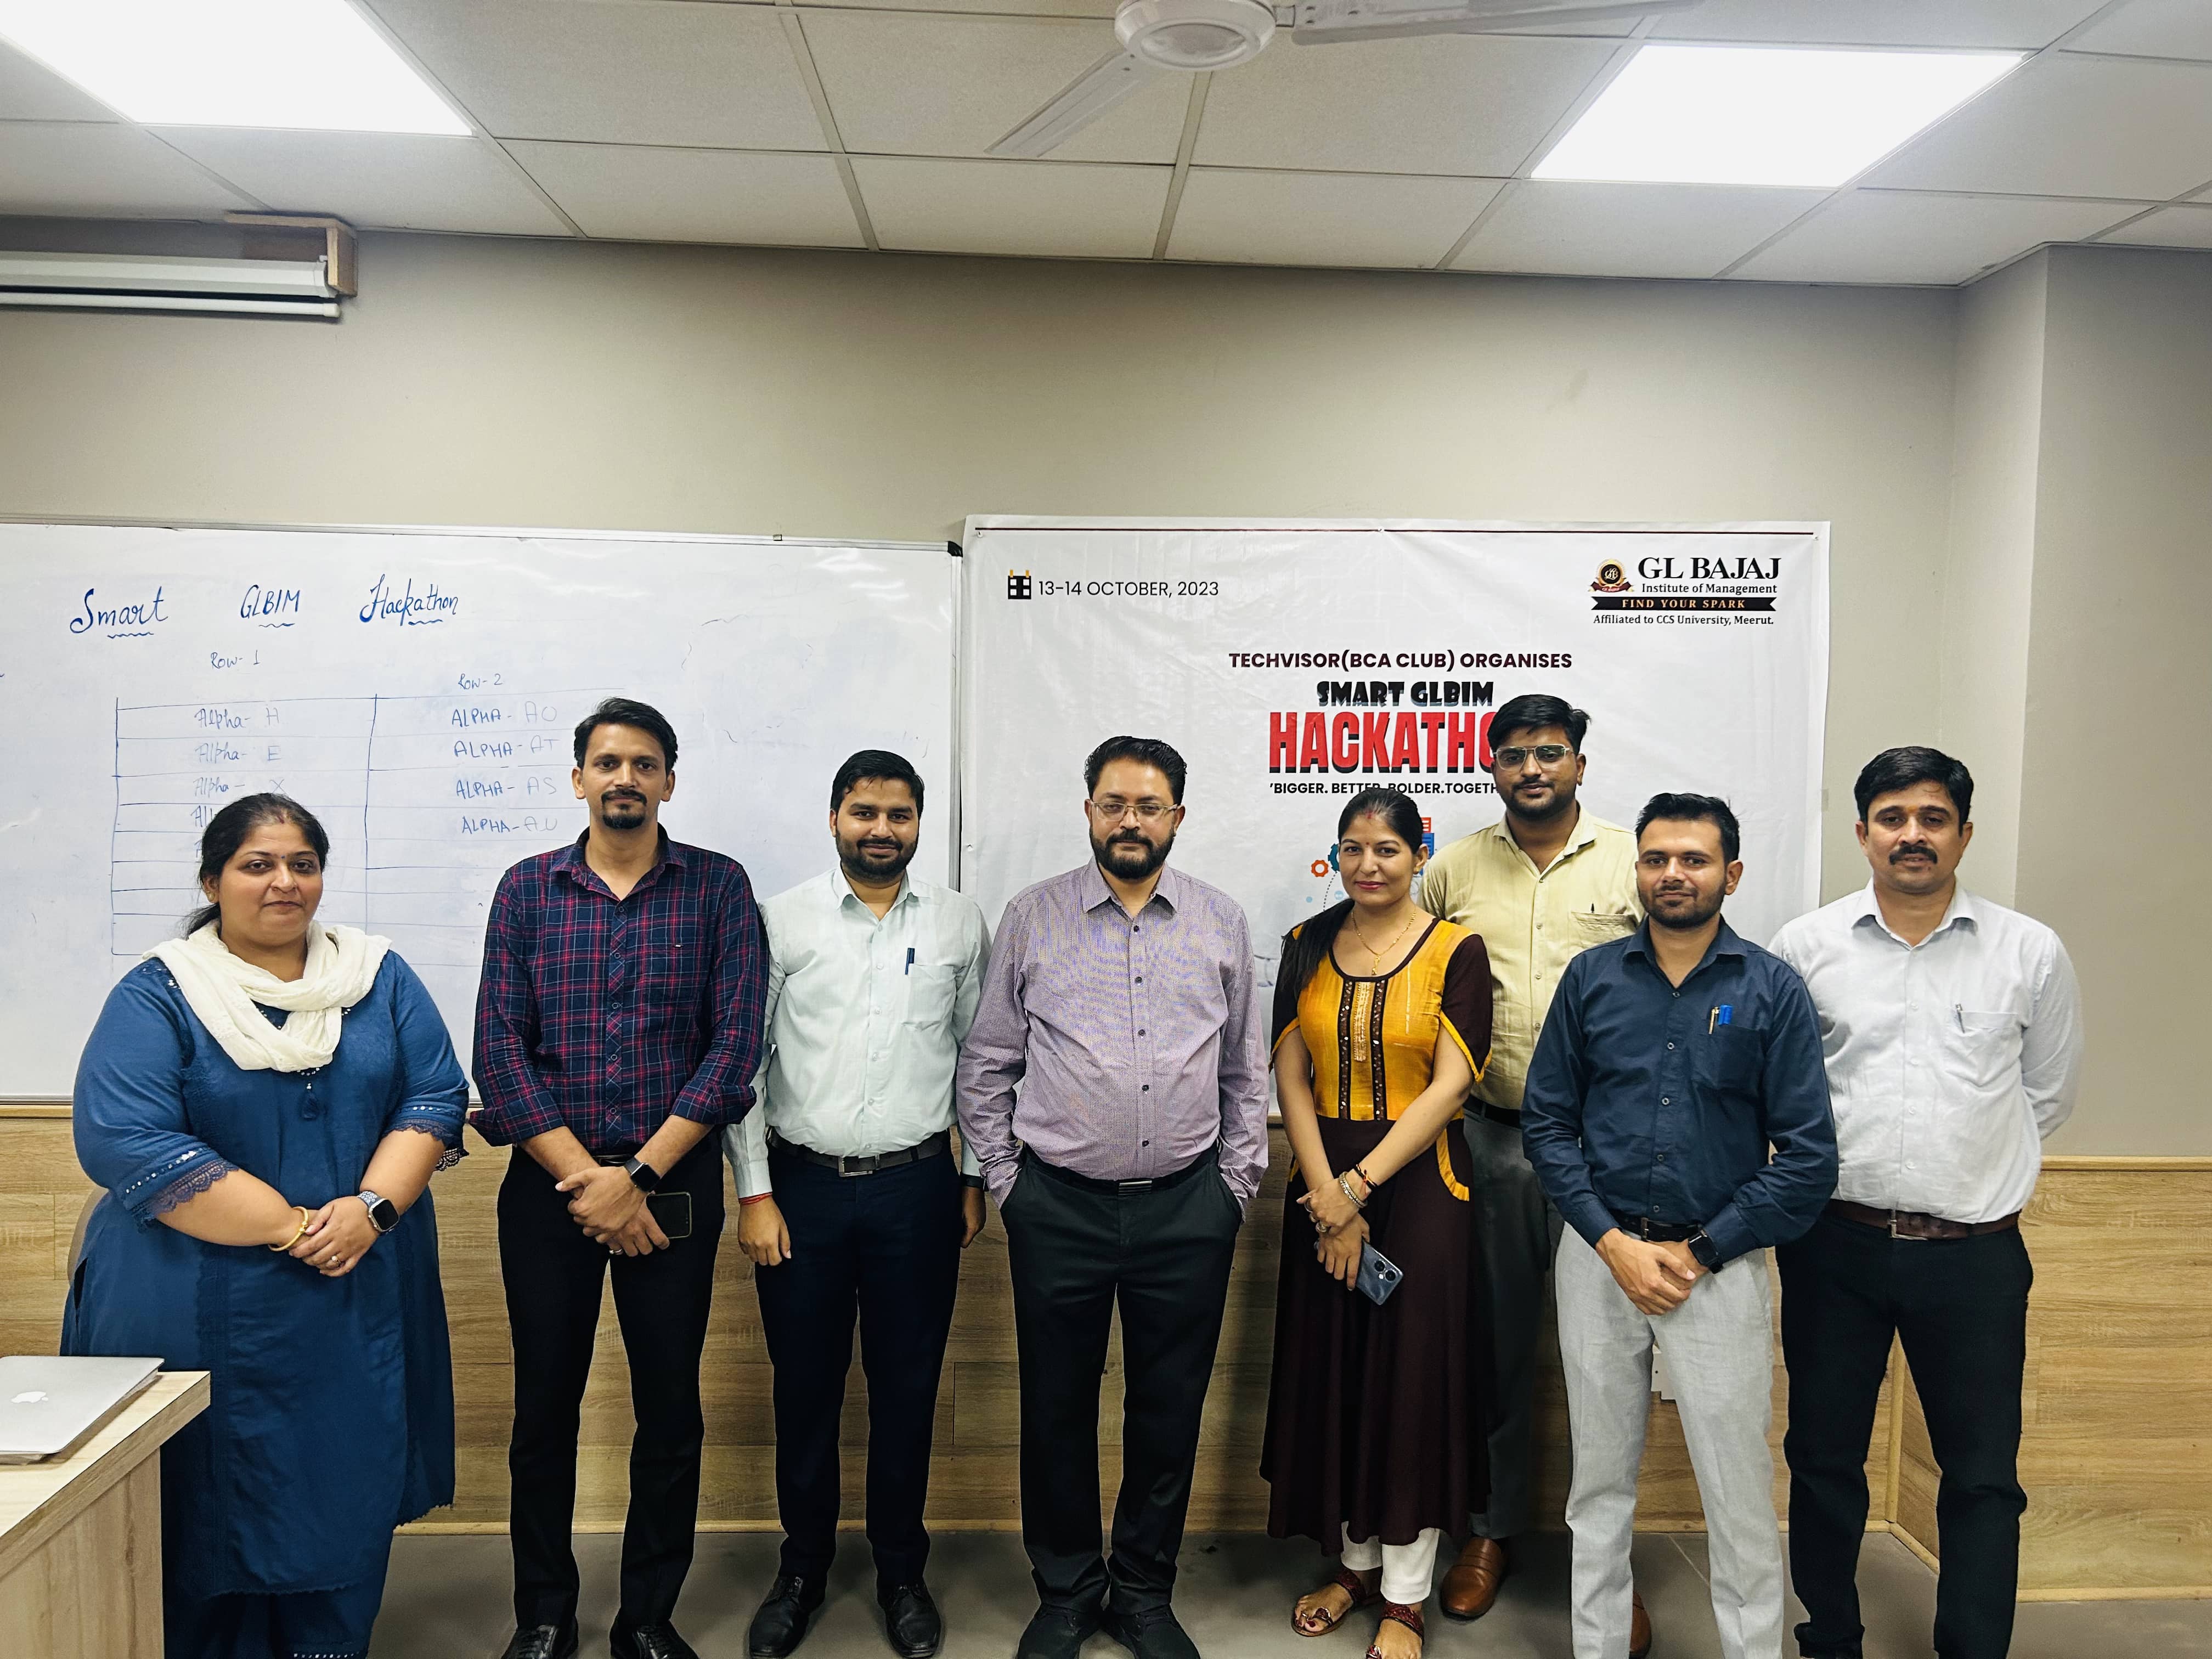 Smart GLBIM Hackathon
Row-1
Row-2
Alpha- H
ALPHA- AO
Alpha- E
ALPHA- AT
Alpha- X
ALPHA- AS
ALPHA- AU
13-14 OCTOBER, 2023
GL BAJAJ
Institute of Management
FIND YOUR SPARK
Affiliated to CCS University, Meerut.
TECHVISOR(BCA CLUB) ORGANISES
SMART GLBIM
HACKATHO
'BIGGER. BETTER. BOLDER.TOGETH